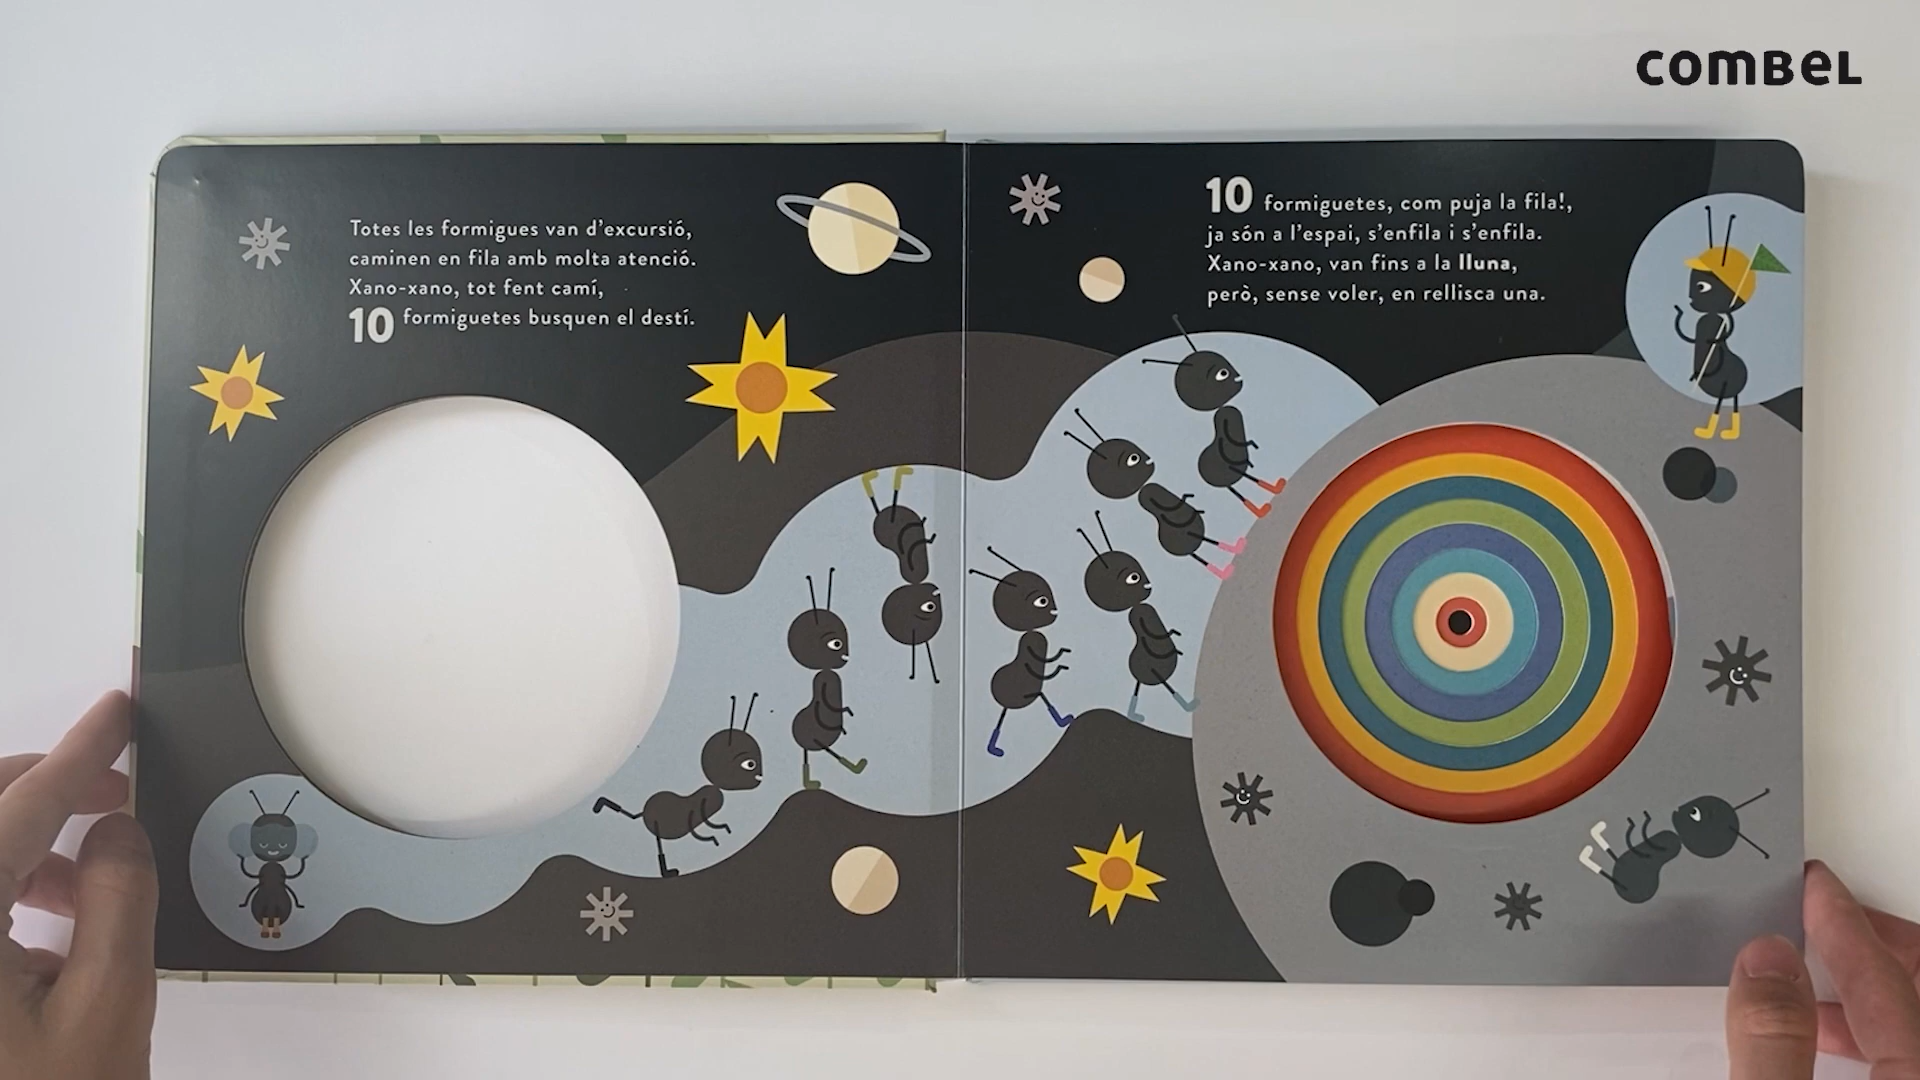 COMBEL
Totes les formigues van d'excursió,
caminen en fila amb molta atenció.
Xano-xano, tot fent camí,
10 formiguetes busquen el destí.
10 formiguetes, com puja la fila!,
ja són a l'espai, s'enfila i s'enfila.
Xano-xano, van fins a la lluna,
però, sense voler, en rellisca una.